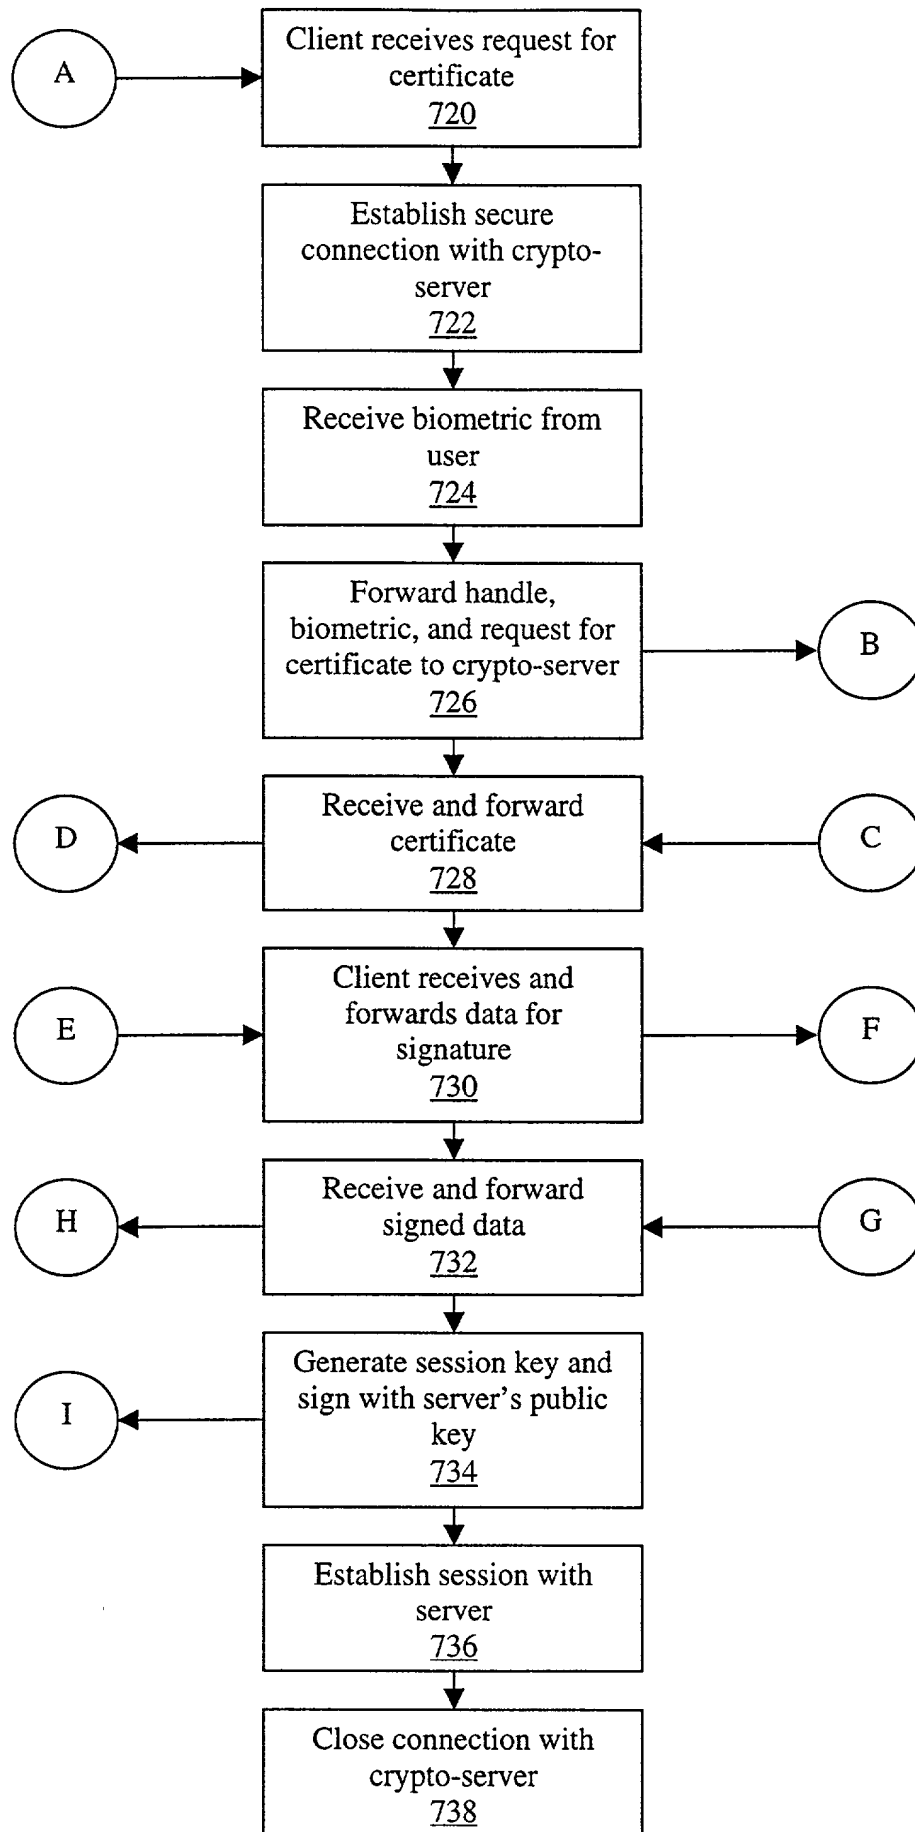 A
Client receives request for
certificate
720
Establish secure
connection with crypto-
server
722
Receive biometric from
user
724
Forward handle,
biometric, and request for
certificate to crypto-server
726
B
D
Receive and forward
certificate
728
C
E
Client receives and
forwards data for
signature
730
F
H
Receive and forward
signed data
732
G
I
Generate session key and
sign with server's public
key
734
Establish session with
server
736
Close connection with
crypto-server
738